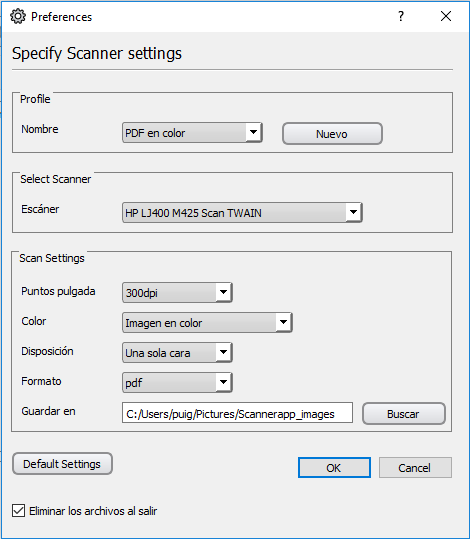 Preferences
Specify Scanner settings
Profile
Nombre PDF en color Nuevo
Select Scanner
Escáner HP LJ400 M425 Scan TWAIN
Scan Settings
Puntos pulgada 300dpi
Color Imagen en color
Disposición Una sola cara
Formato pdf
Guardar en C:/Users/puig/Pictures/Scannerapp_images Buscar
Default Settings OK Cancel
Eliminar los archivos al salir